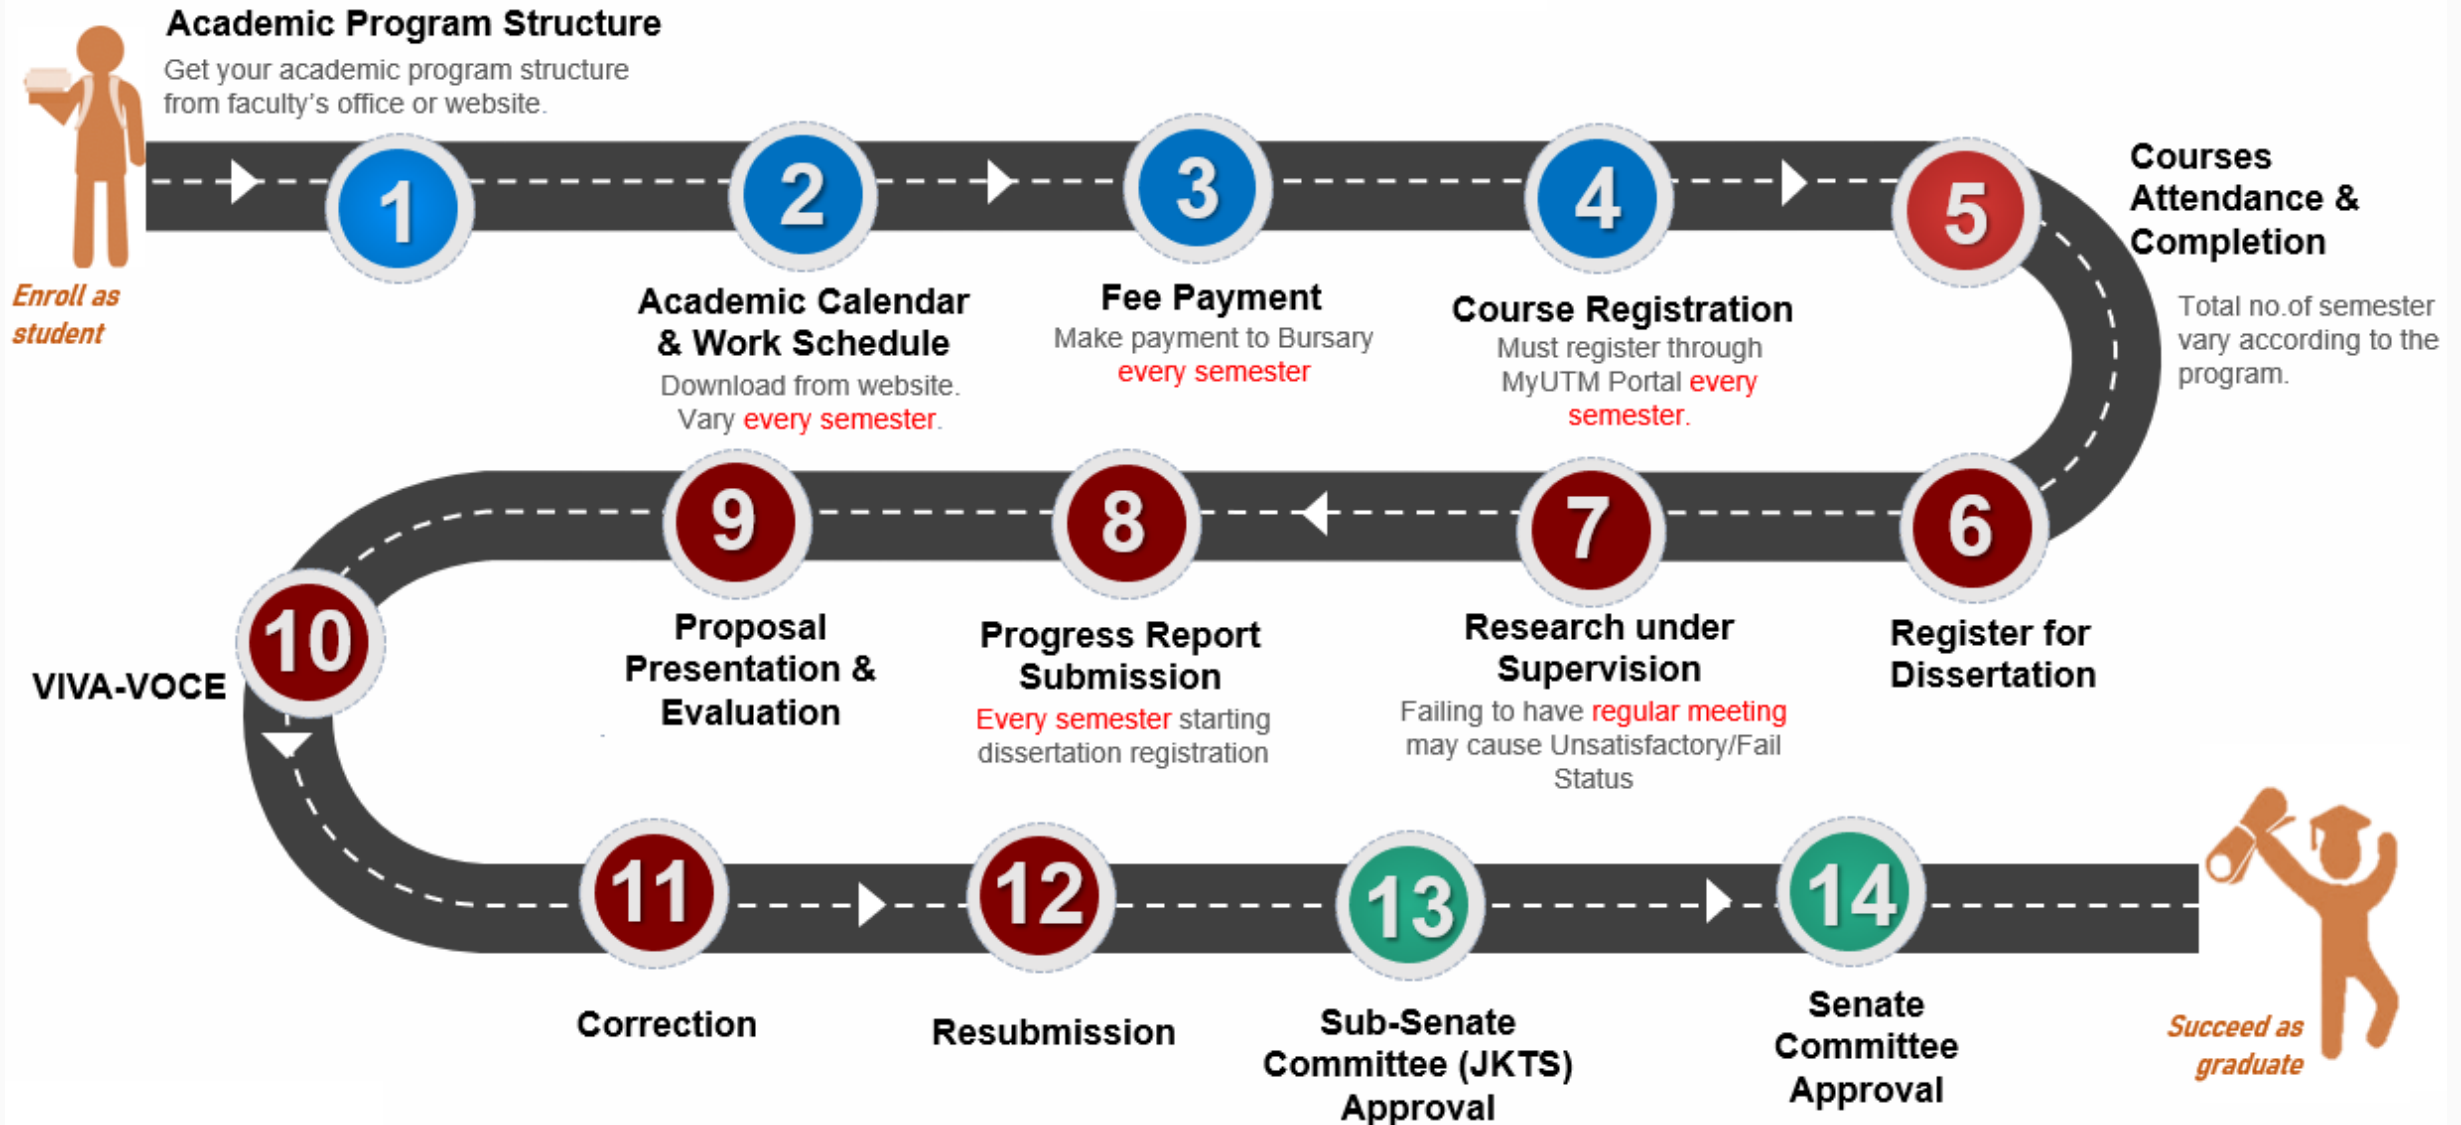 Academic Program Structure
Get your academic program structure
from faculty's office or website.
Enroll as
student
1
2
Academic Calendar
& Work Schedule
Download from website.
Vary every semester.
3
Fee Payment
Make payment to Bursary
every semester
4
Course Registration
Must register through
MyUTM Portal every
semester.
5
Courses
Attendance &
Completion
Total no.of semester
vary according to the
program.
6
Register for
Dissertation
7
Research under
Supervision
Failing to have regular meeting
may cause Unsatisfactory/Fail
Status
8
Progress Report
Submission
Every semester starting
dissertation registration
9
Proposal
Presentation &
Evaluation
10
VIVA-VOCE
11
Correction
12
Resubmission
13
Sub-Senate
Committee (JKTS)
Approval
14
Senate
Committee
Approval
Succeed as
graduate